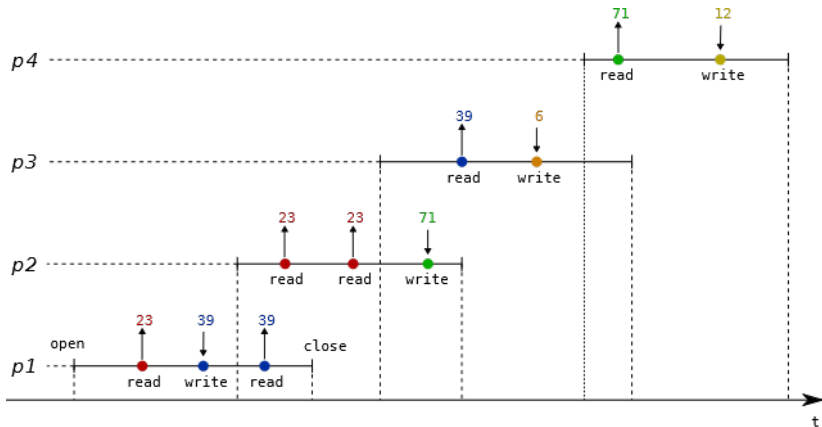 71 12
p4
read write
39 6
p3
read write
23 23 71
p2
read read write
23 39 39
open close
p1
read write read
t